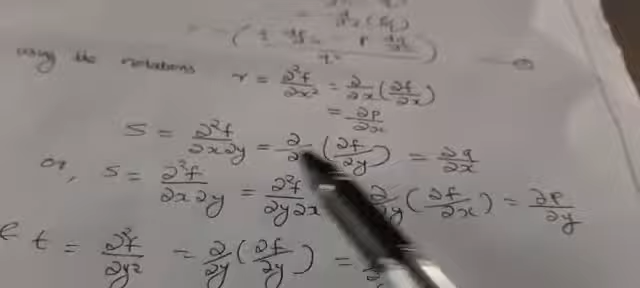 using the notations r = ∂²f/∂x² = ∂/∂x (∂f/∂x)
= ∂p/∂x
S = ∂²f/∂x∂y = ∂/∂ (∂f/∂y) = ∂q/∂x
or, S = ∂²f/∂x∂y = ∂²f/∂y∂x = ∂/∂y (∂f/∂x) = ∂p/∂y
t = ∂²f/∂y² = ∂/∂y (∂f/∂y) =